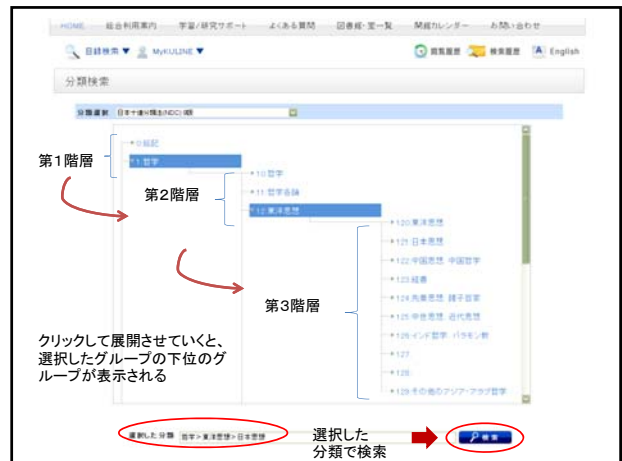 HOME 総合利用案内 学習/研究サポート よくある質問 図書館・室一覧 開館カレンダー お問い合わせ
目録検索 ▼ MyKULINE ▼ 閲覧履歴 検索履歴 English
分類検索
分類選択 日本十進分類法(NDC) 9版
0:総記
第1階層
1:哲学
10:哲学
第2階層
11:哲学各論
12:東洋思想
120:東洋思想
121:日本思想
122:中国思想. 中国哲学
123:経書
第3階層
124:先秦思想. 諸子百家
125:中世思想. 近代思想
126:インド哲学. バラモン教
127
128
129:その他のアジア・アラブ哲学
クリックして展開させていくと、
選択したグループの下位のグ
ループが表示される
選択した分類 哲学>東洋思想>日本思想
選択した
分類で検索
検索